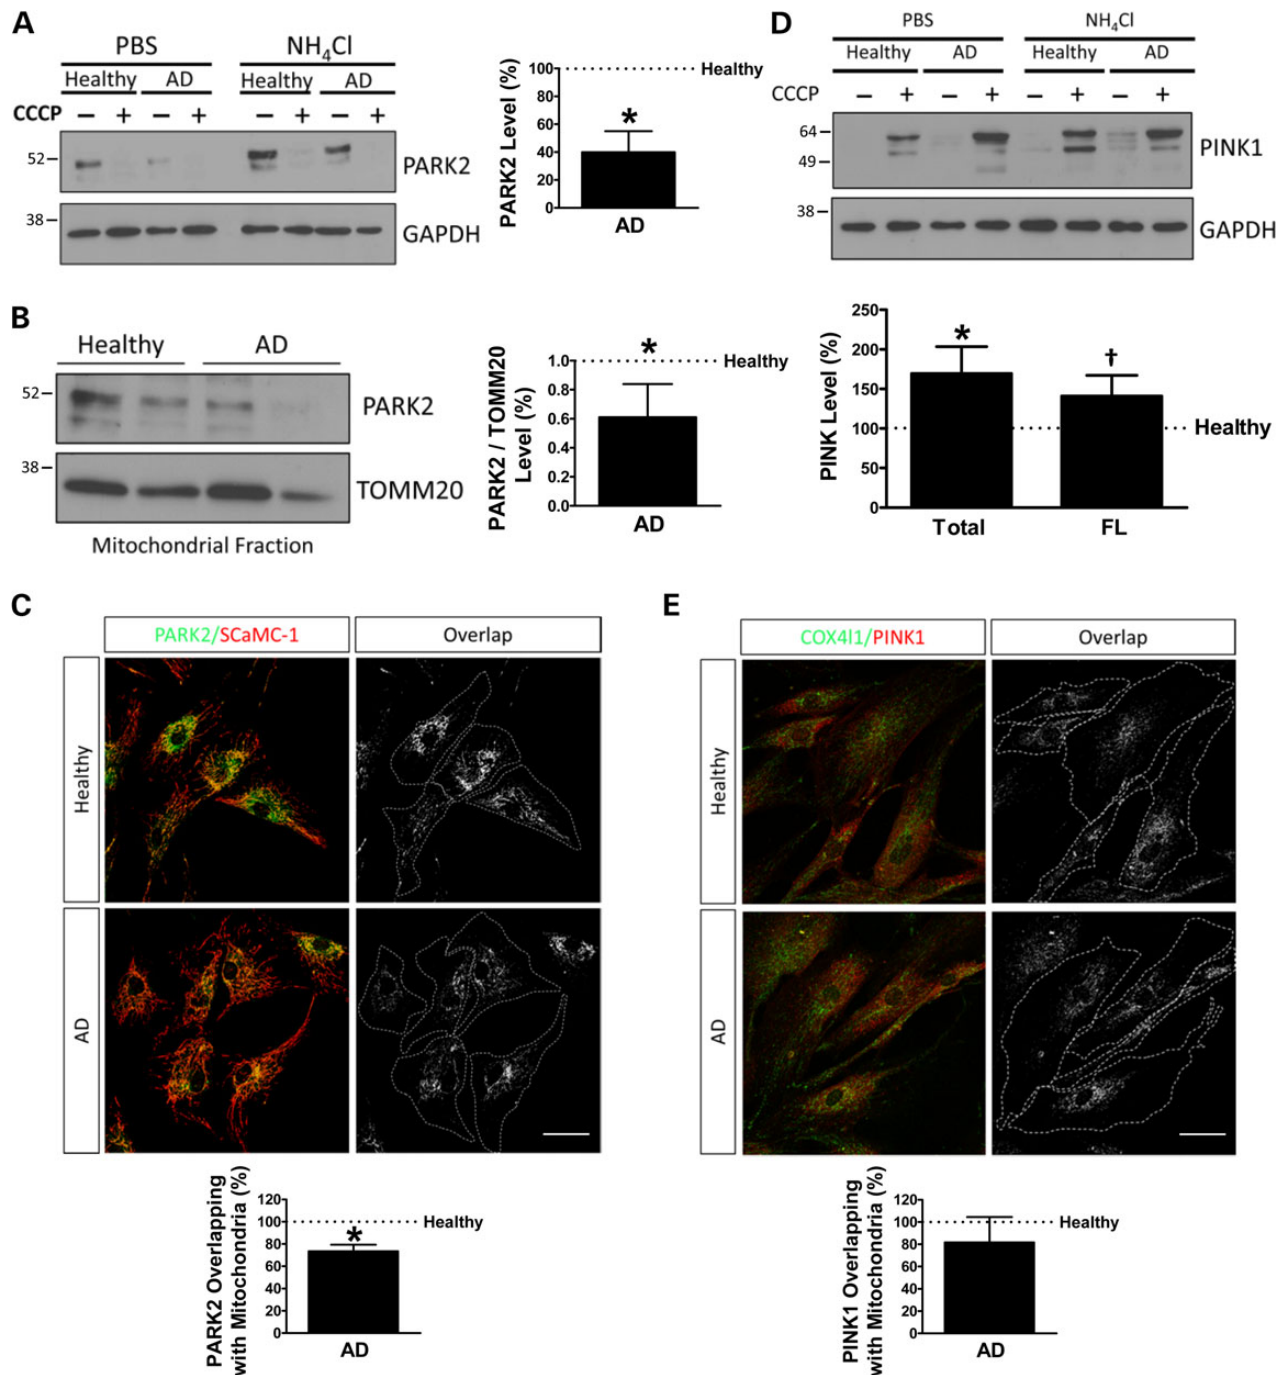 A
PBS
NH4Cl
Healthy
AD
Healthy
AD
CCCP
– + – + – + – +
52
PARK2
38
GAPDH
PARK2 Level (%)
100
80
60
40
20
0
Healthy
*
AD
D
PBS
NH4Cl
Healthy
AD
Healthy
AD
CCCP
– + – + – + – +
64
49
PINK1
38
GAPDH
B
Healthy
AD
52
PARK2
38
TOMM20
Mitochondrial Fraction
PARK2 / TOMM20
Level (%)
1.0
0.8
0.6
0.4
0.2
0.0
*
Healthy
AD
PINK Level (%)
250
200
150
100
50
0
*
†
Healthy
Total
FL
C
PARK2/SCaMC-1
Overlap
Healthy
AD
PARK2 Overlapping
with Mitochondria (%)
120
100
80
60
40
20
0
Healthy
*
AD
E
COX4I1/PINK1
Overlap
Healthy
AD
PINK1 Overlapping
with Mitochondria (%)
120
100
80
60
40
20
0
Healthy
AD